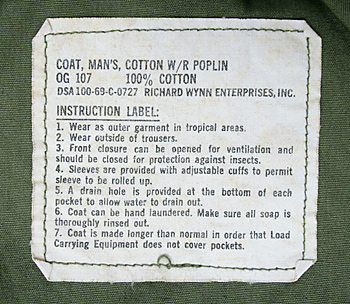 COAT, MAN'S, COTTON W/R POPLIN
OG 107 100% COTTON
DSA 100-69-C-0727 RICHARD WYNN ENTERPRISES, INC.
INSTRUCTION LABEL:
1. Wear as outer garment in tropical areas.
2. Wear outside of trousers.
3. Front closure can be opened for ventilation and
should be closed for protection against insects.
4. Sleeves are provided with adjustable cuffs to permit
sleeve to be rolled up.
5. A drain hole is provided at the bottom of each
pocket to allow water to drain out.
6. Coat can be hand laundered. Make sure all soap is
thoroughly rinsed out.
7. Coat is made longer than normal in order that Load
Carrying Equipment does not cover pockets.